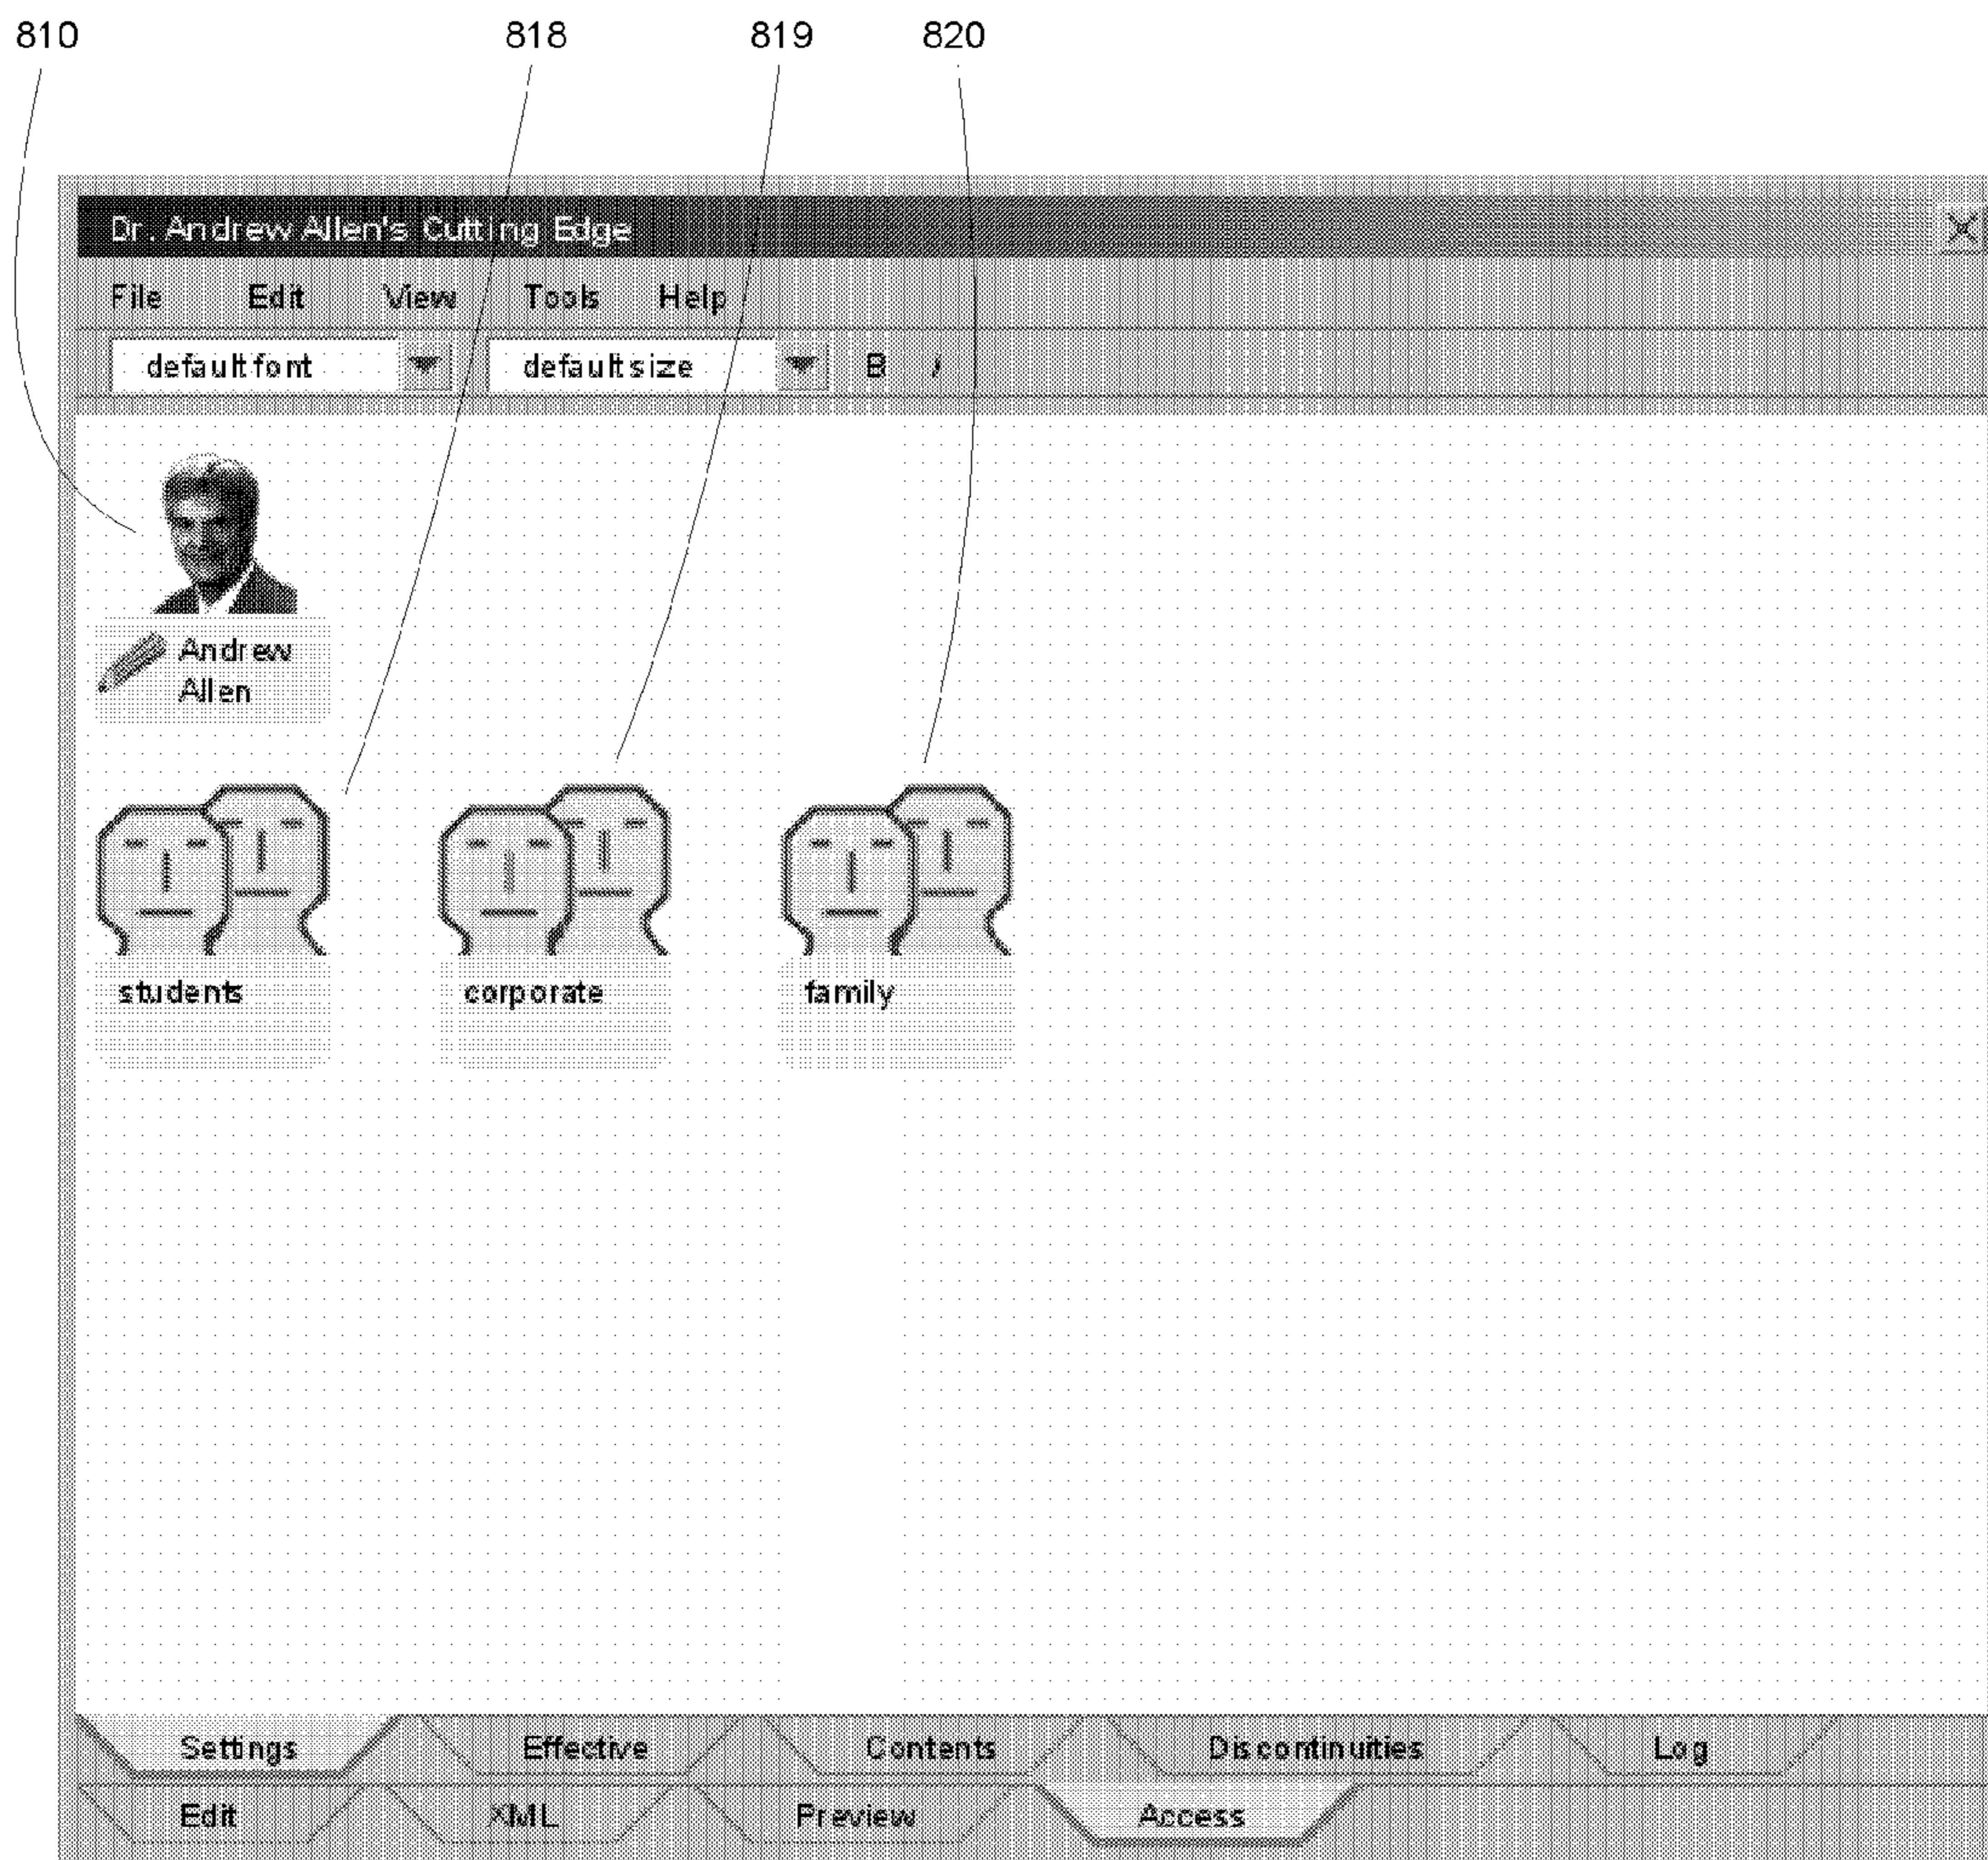 810 818 819 820
Dr. Andrew Allen's Cutting Edge
File Edit View Tools Help
default font default size B I
Andrew
Allen
students corporate family
Settings Effective Contents Discontinuities Log
Edit XML Preview Access